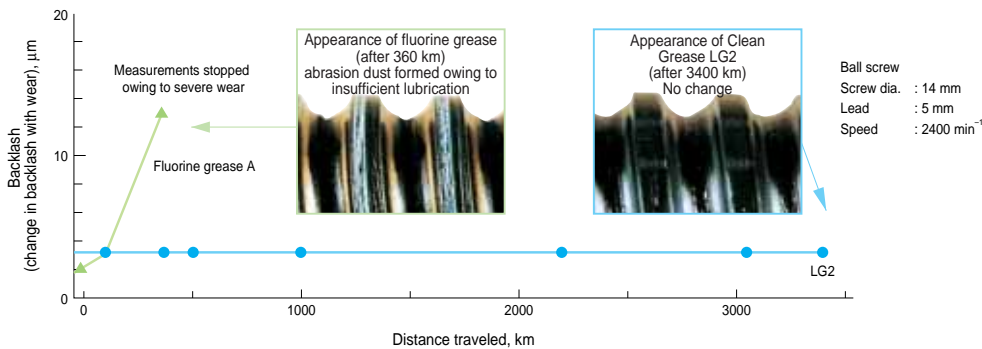 20
10
0
Backlash
(change in backlash with wear), μm
Measurements stopped
owing to severe wear
Fluorine grease A
Appearance of fluorine grease
(after 360 km)
abrasion dust formed owing to
insufficient lubrication
Appearance of Clean
Grease LG2
(after 3400 km)
No change
Ball screw
Screw dia. : 14 mm
Lead : 5 mm
Speed : 2400 min⁻¹
LG2
0 1000 2000 3000
Distance traveled, km